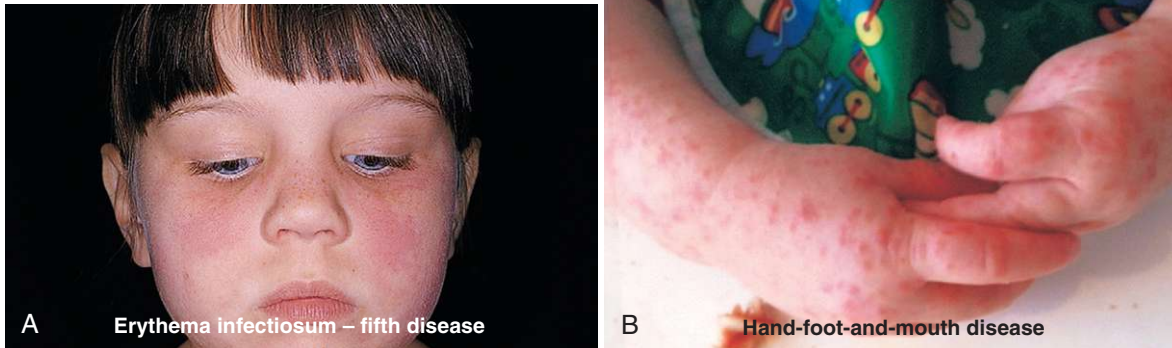 A
Erythema infectiosum – fifth disease
B
Hand-foot-and-mouth disease